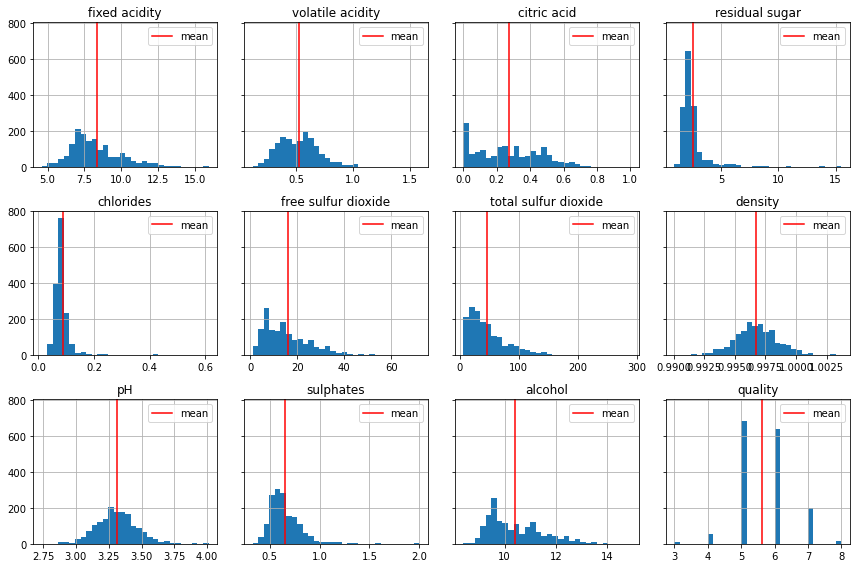 fixed acidity volatile acidity citric acid residual sugar
800 mean mean mean mean
600
400
200
0
5.0 7.5 10.0 12.5 15.0 0.5 1.0 1.5 0.0 0.2 0.4 0.6 0.8 1.0 5 10 15
chlorides free sulfur dioxide total sulfur dioxide density
800 mean mean mean mean
600
400
200
0
0.0 0.2 0.4 0.6 0 20 40 60 0 100 200 300 0.9900 0.9925 0.9950 0.9975 1.0000 1.0025
pH sulphates alcohol quality
800 mean mean mean mean
600
400
200
0
2.75 3.00 3.25 3.50 3.75 4.00 0.5 1.0 1.5 2.0 10 12 14 3 4 5 6 7 8